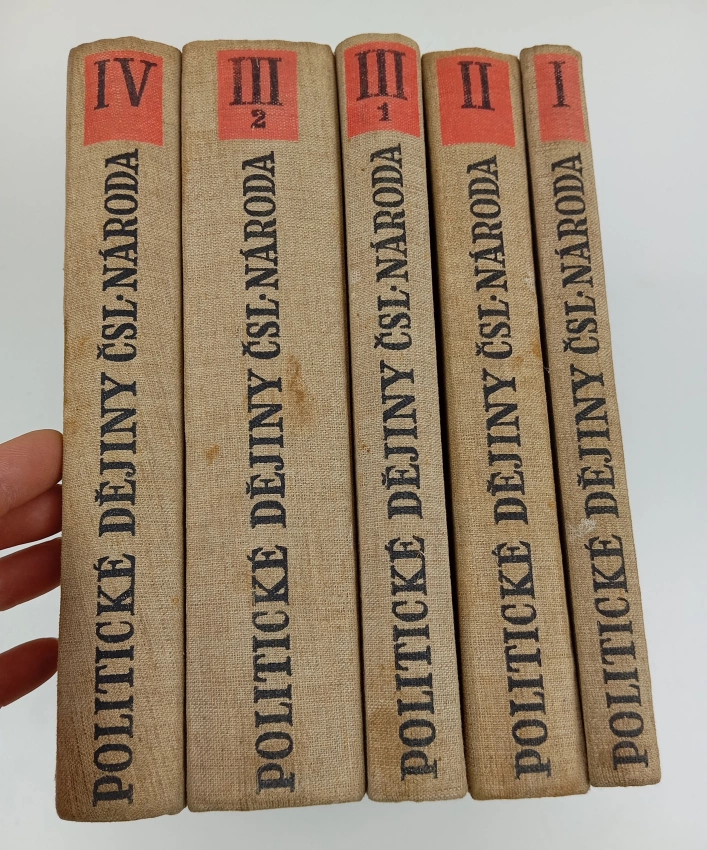 IV
POLITICKÉ DĚJINY ČSL·NÁRODA
III
2
POLITICKÉ DĚJINY ČSL·NÁRODA
III
1
POLITICKÉ DĚJINY ČSL·NÁRODA
II
POLITICKÉ DĚJINY ČSL·NÁRODA
I
POLITICKÉ DĚJINY ČSL·NÁRODA